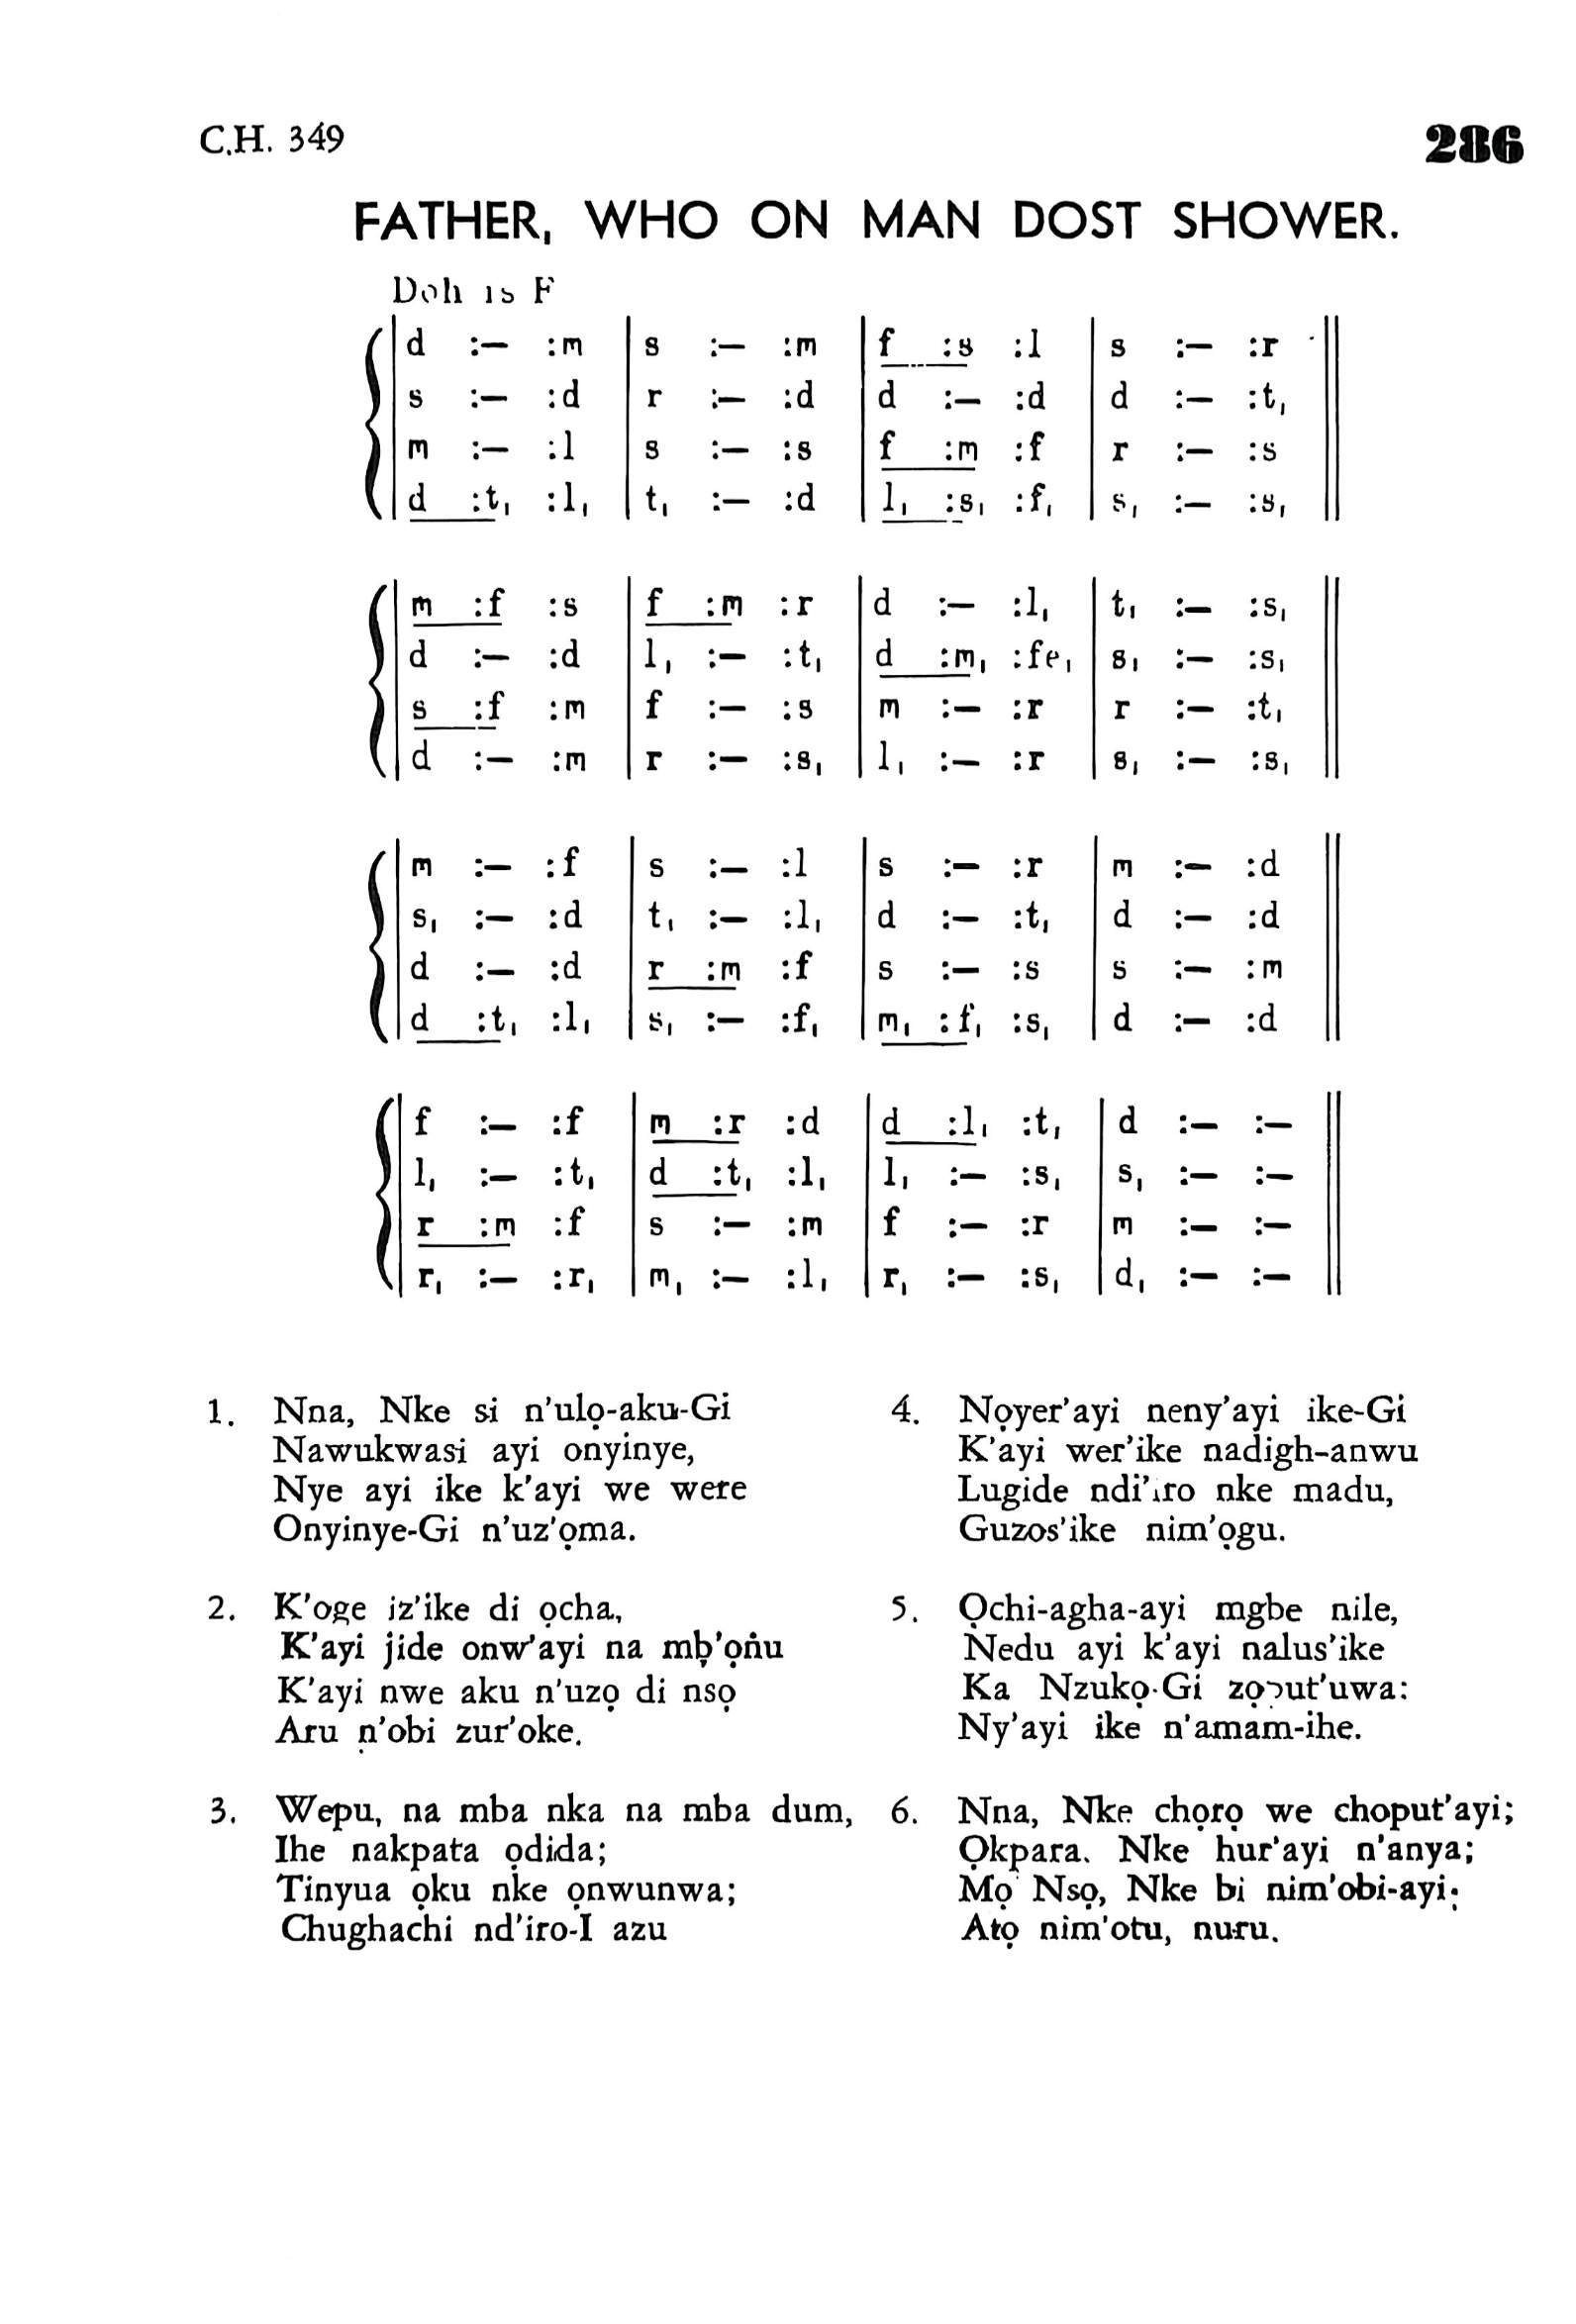 C.H. 349
286
FATHER, WHO ON MAN DOST SHOWER.
Doh is F
d :— :m | s :— :m | f :s :l | s :— :r
s :— :d | r :— :d | d :— :d | d :— :t,
m :— :l | s :— :s | f :m :f | r :— :s
d :t, :l, | t, :— :d | l, :s, :f, | s, :— :s,
m :f :s | f :m :r | d :— :l, | t, :— :s,
d :— :d | l, :— :t, | d :m, :fe, | s, :— :s,
s :f :m | f :— :s | m :— :r | r :— :t,
d :— :m | r :— :s, | l, :— :r | s, :— :s,
m :— :f | s :— :l | s :— :r | m :— :d
s, :— :d | t, :— :l, | d :— :t, | d :— :d
d :— :d | r :m :f | s :— :s | s :— :m
d :t, :l, | s, :— :f, | m, :f, :s, | d :— :d
f :— :f | m :r :d | d :l, :t, | d :— :—
l, :— :t, | d :t, :l, | l, :— :s, | s, :— :—
r :m :f | s :— :m | f :— :r | m :— :—
r, :— :r, | m, :— :l, | r, :— :s, | d, :— :—
1. Nna, Nke si n'ulọ-aku-Gi
Nawukwasi ayi onyinye,
Nye ayi ike k'ayi we were
Onyinye-Gi n'uz'ọma.
2. K'oge iz'ike di ọcha,
K'ayi jide onw'ayi na mb̩'ọṅu
K'ayi nwe aku n'uzọ di nsọ
Aru ṇ'obi zur'oke.
3. Wepu, na mba nka na mba dum,
Ihe nakpata ọdida;
Tinyua ọku nke ọnwunwa;
Chughachi nd'iro-I azu
4. Nọyer'ayi neny'ayi ike-Gi
K'ayi wer'ike nadigh-anwu
Lugide ndi'iro nke madu,
Guzos'ike nim'ọgu.
5. Ọchi-agha-ayi mgbe nile,
Nedu ayi k'ayi nalus'ike
Ka Nzukọ-Gi zọput'uwa:
Ny'ayi ike n'amam-ihe.
6. Nna, Nke chọrọ we choput'ayi;
Ọkpara. Nke hur'ayi n'anya;
Mọ Nsọ, Nke bi nim'obi-ayi;
Atọ nim'otu, nuru.